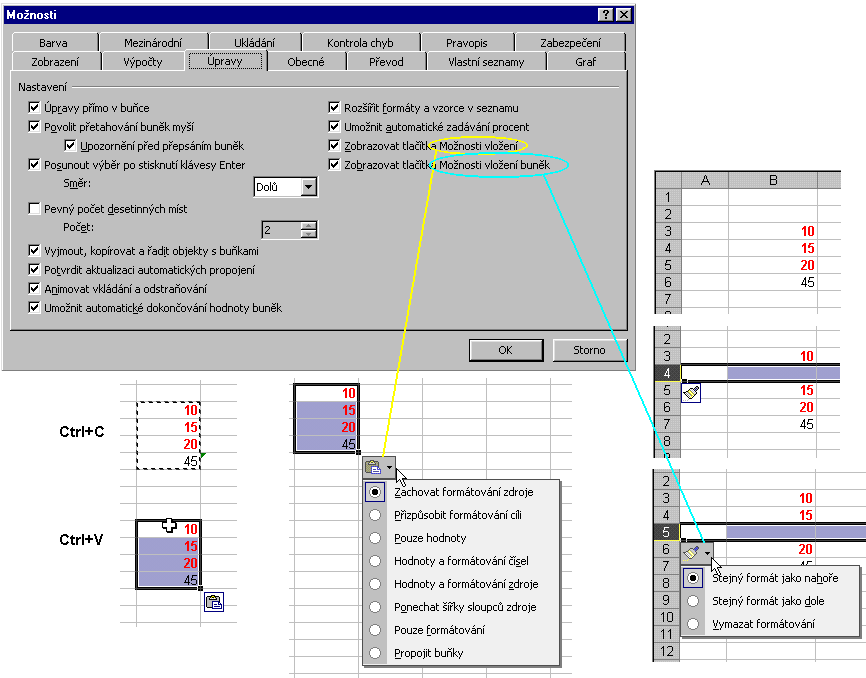 Možnosti
Barva Mezinárodní Ukládání Kontrola chyb Pravopis Zabezpečení
Zobrazení Výpočty Úpravy Obecné Převod Vlastní seznamy Graf
Nastavení
Úpravy přímo v buňce
Povolit přetahování buněk myší
Upozornění před přepsáním buněk
Posunout výběr po stisknutí klávesy Enter
Směr: Dolů
Pevný počet desetinných míst
Počet: 2
Vyjmout, kopírovat a řadit objekty s buňkami
Potvrdit aktualizaci automatických propojení
Animovat vkládání a odstraňování
Umožnit automatické dokončování hodnoty buněk
Rozšířit formáty a vzorce v seznamu
Umožnit automatické zadávání procent
Zobrazovat tlačítka Možnosti vložení
Zobrazovat tlačítka Možnosti vložení buněk
OK Storno
Ctrl+C
10
15
20
45
Ctrl+V
10
15
20
45
10
15
20
45
Zachovat formátování zdroje
Přizpůsobit formátování cíli
Pouze hodnoty
Hodnoty a formátování čísel
Hodnoty a formátování zdroje
Ponechat šířky sloupců zdroje
Pouze formátování
Propojit buňky
A B
1
2
3 10
4 15
5 20
6 45
7
2
3 10
4
5 15
6 20
7 45
8
2
3 10
4 15
5
6 20
7 45
8
9
10
11
12
Stejný formát jako nahoře
Stejný formát jako dole
Vymazat formátování